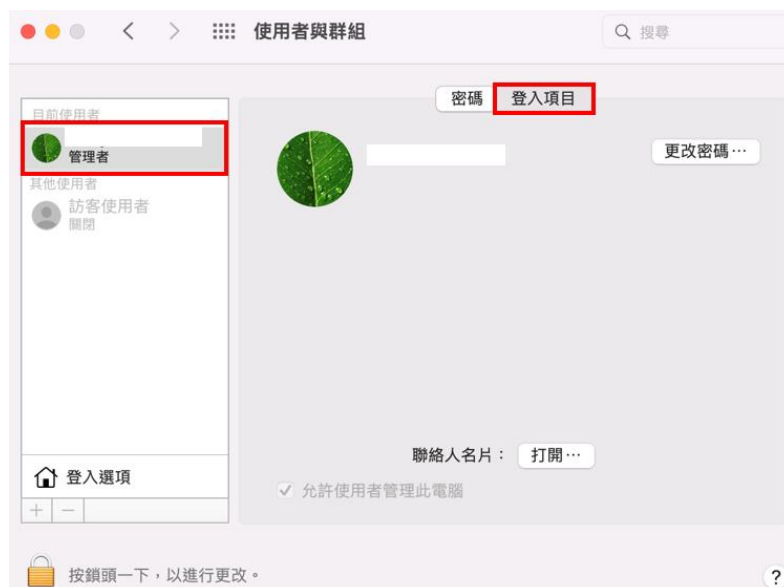 使用者與群組
搜尋
密碼
登入項目
目前使用者
管理者
其他使用者
訪客使用者
關閉
更改密碼…
聯絡人名片：
打開…
登入選項
允許使用者管理此電腦
+ −
按鎖頭一下，以進行更改。
?